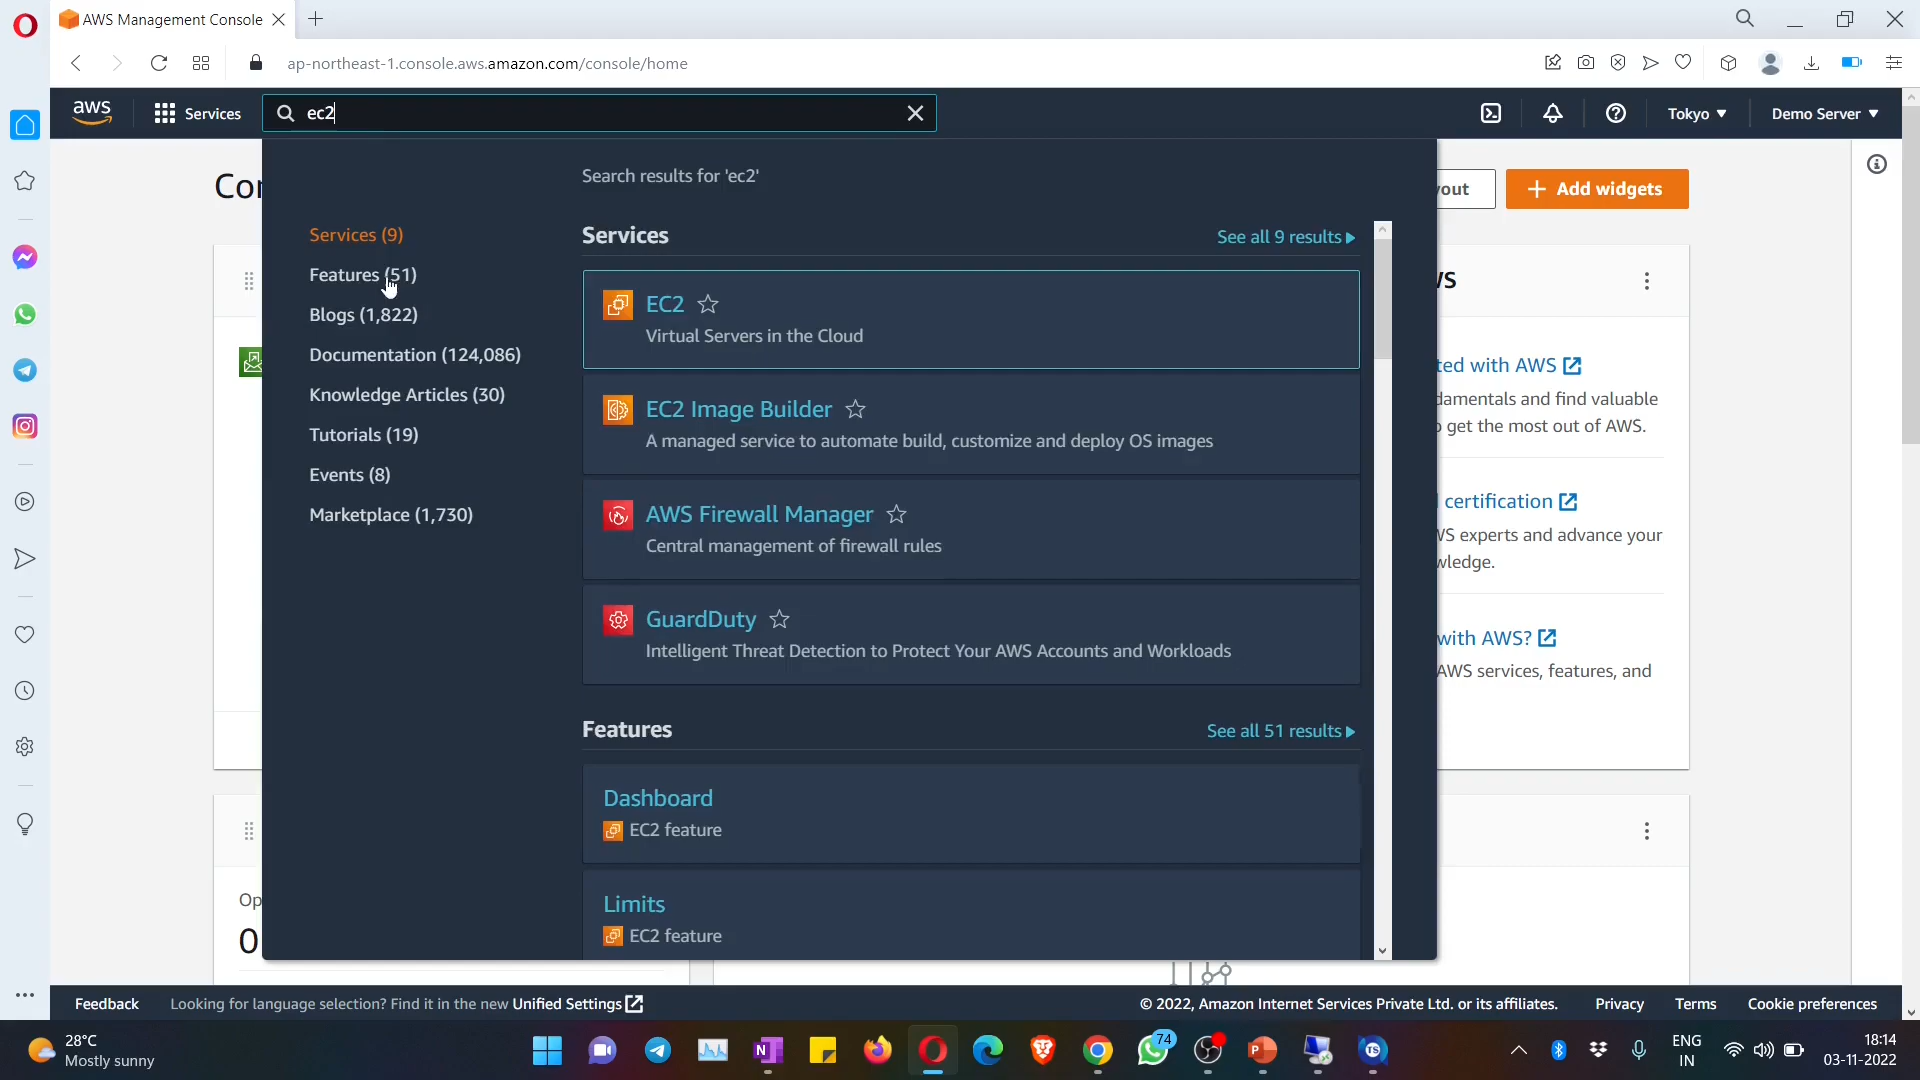 AWS Management Console
ap-northeast-1.console.aws.amazon.com/console/home
aws
Services
ec2
Tokyo ▼
Demo Server ▼
Search results for 'ec2'
Services (9)
Features (51)
Blogs (1,822)
Documentation (124,086)
Knowledge Articles (30)
Tutorials (19)
Events (8)
Marketplace (1,730)
Services
See all 9 results ▶
EC2
Virtual Servers in the Cloud
EC2 Image Builder
A managed service to automate build, customize and deploy OS images
AWS Firewall Manager
Central management of firewall rules
GuardDuty
Intelligent Threat Detection to Protect Your AWS Accounts and Workloads
Features
See all 51 results ▶
Dashboard
EC2 feature
Limits
EC2 feature
Con
Op
0
yout
+ Add widgets
WS
ted with AWS
damentals and find valuable
get the most out of AWS.
certification
WS experts and advance your
wledge.
with AWS?
AWS services, features, and
Feedback
Looking for language selection? Find it in the new Unified Settings
© 2022, Amazon Internet Services Private Ltd. or its affiliates.
Privacy
Terms
Cookie preferences
28°C
Mostly sunny
N
74
P
TS
ENG
IN
18:14
03-11-2022